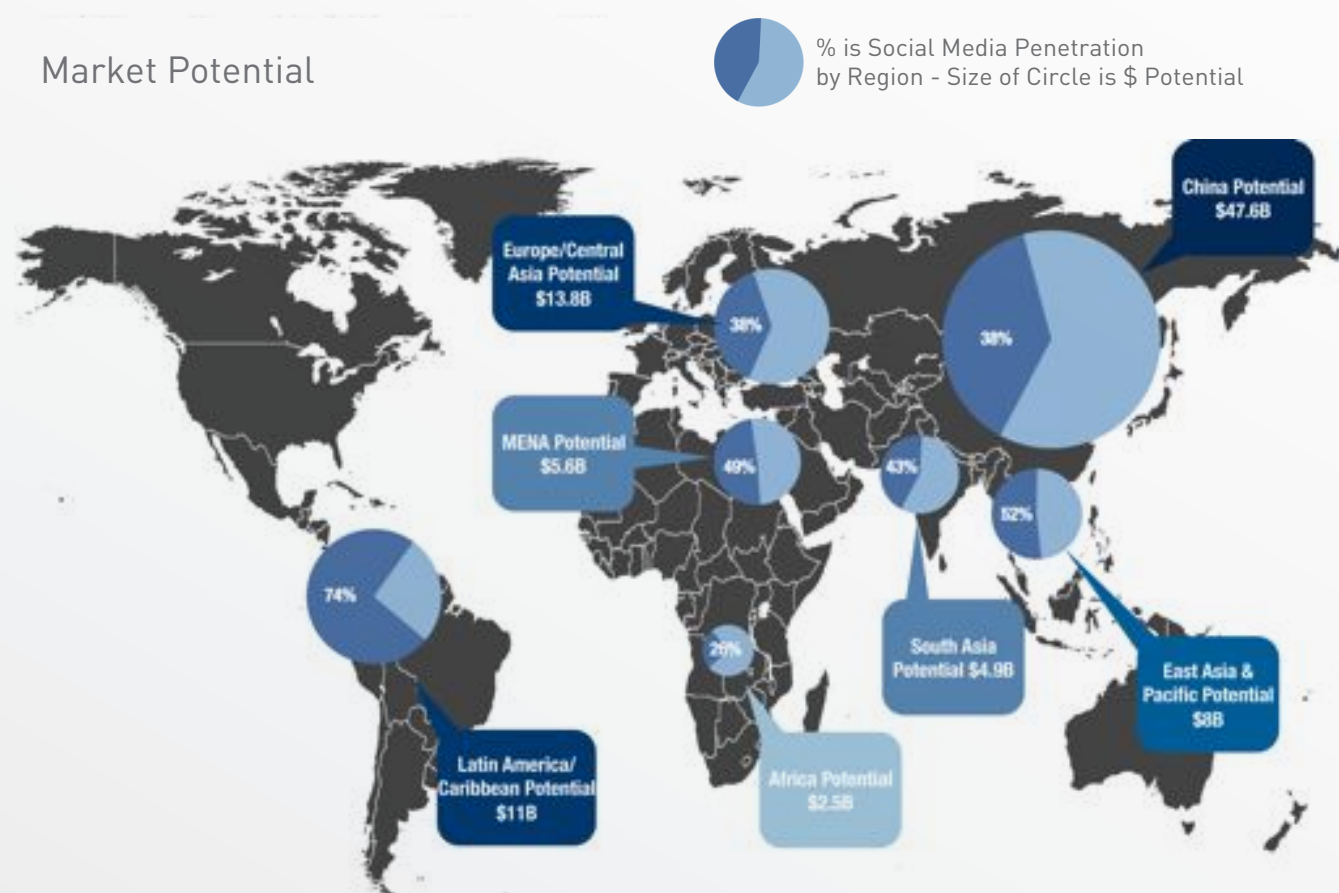 Market Potential
% is Social Media Penetration
by Region - Size of Circle is $ Potential
China Potential
$47.6B
Europe/Central
Asia Potential
$13.8B
38%
38%
MENA Potential
$5.6B
49%
43%
52%
74%
26%
South Asia
Potential $4.9B
East Asia &
Pacific Potential
$8B
Latin America/
Caribbean Potential
$11B
Africa Potential
$2.5B